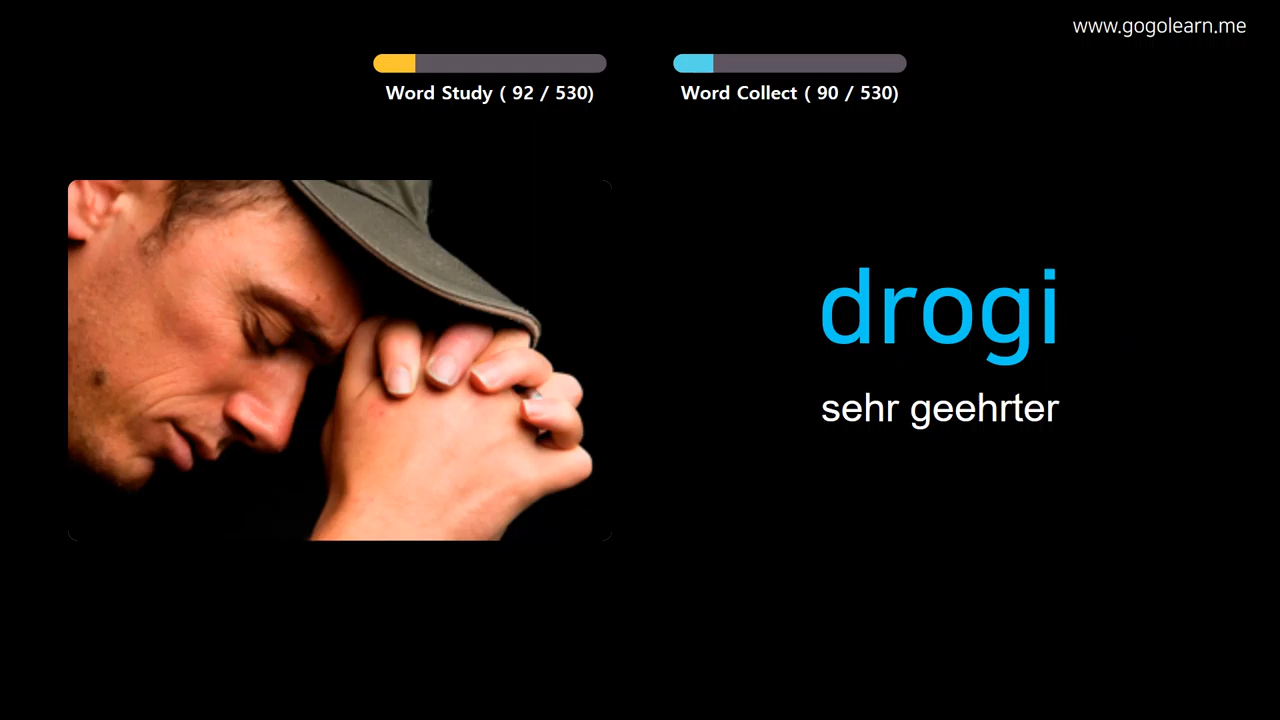 www.gogolearn.me
Word Study ( 92 / 530)
Word Collect ( 90 / 530)
drogi
sehr geehrter